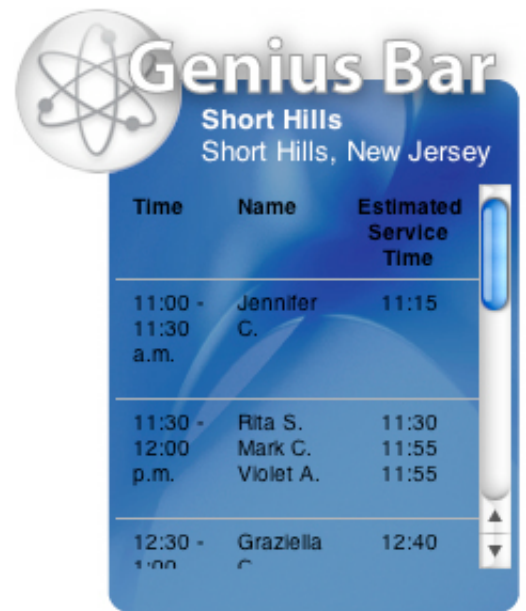 Genius Bar
Short Hills
Short Hills, New Jersey
Time Name Estimated
Service
Time
11:00 - Jennifer 11:15
11:30 C.
a.m.
11:30 - Rita S. 11:30
12:00 Mark C. 11:55
p.m. Violet A. 11:55
12:30 - Graziella 12:40
1:00 C